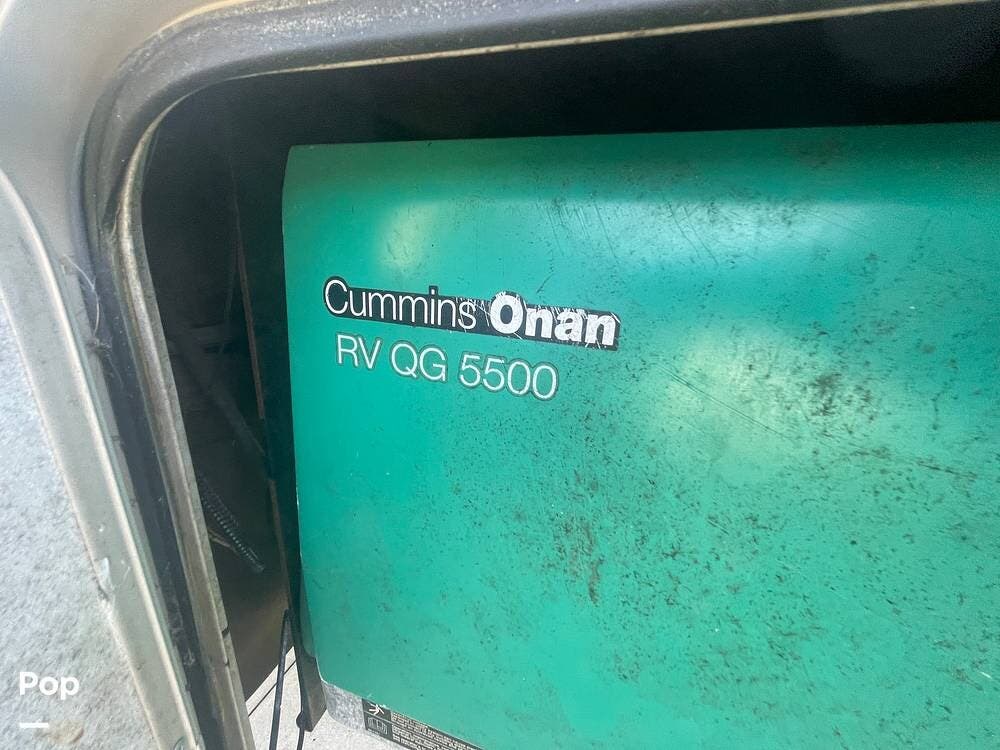 Cummins Onan
RV QG 5500
Pop